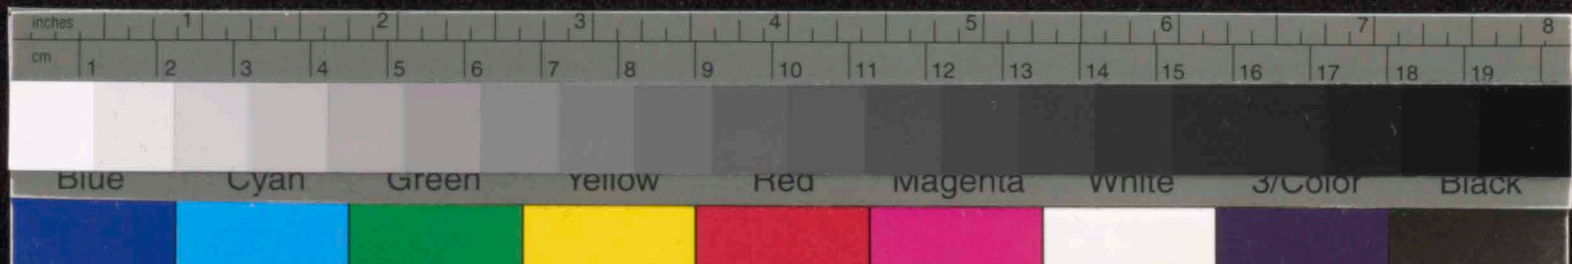 inches 1 2 3 4 5 6 7 8
cm 1 2 3 4 5 6 7 8 9 10 11 12 13 14 15 16 17 18 19
Blue Cyan Green Yellow Red Magenta White 3/Color Black